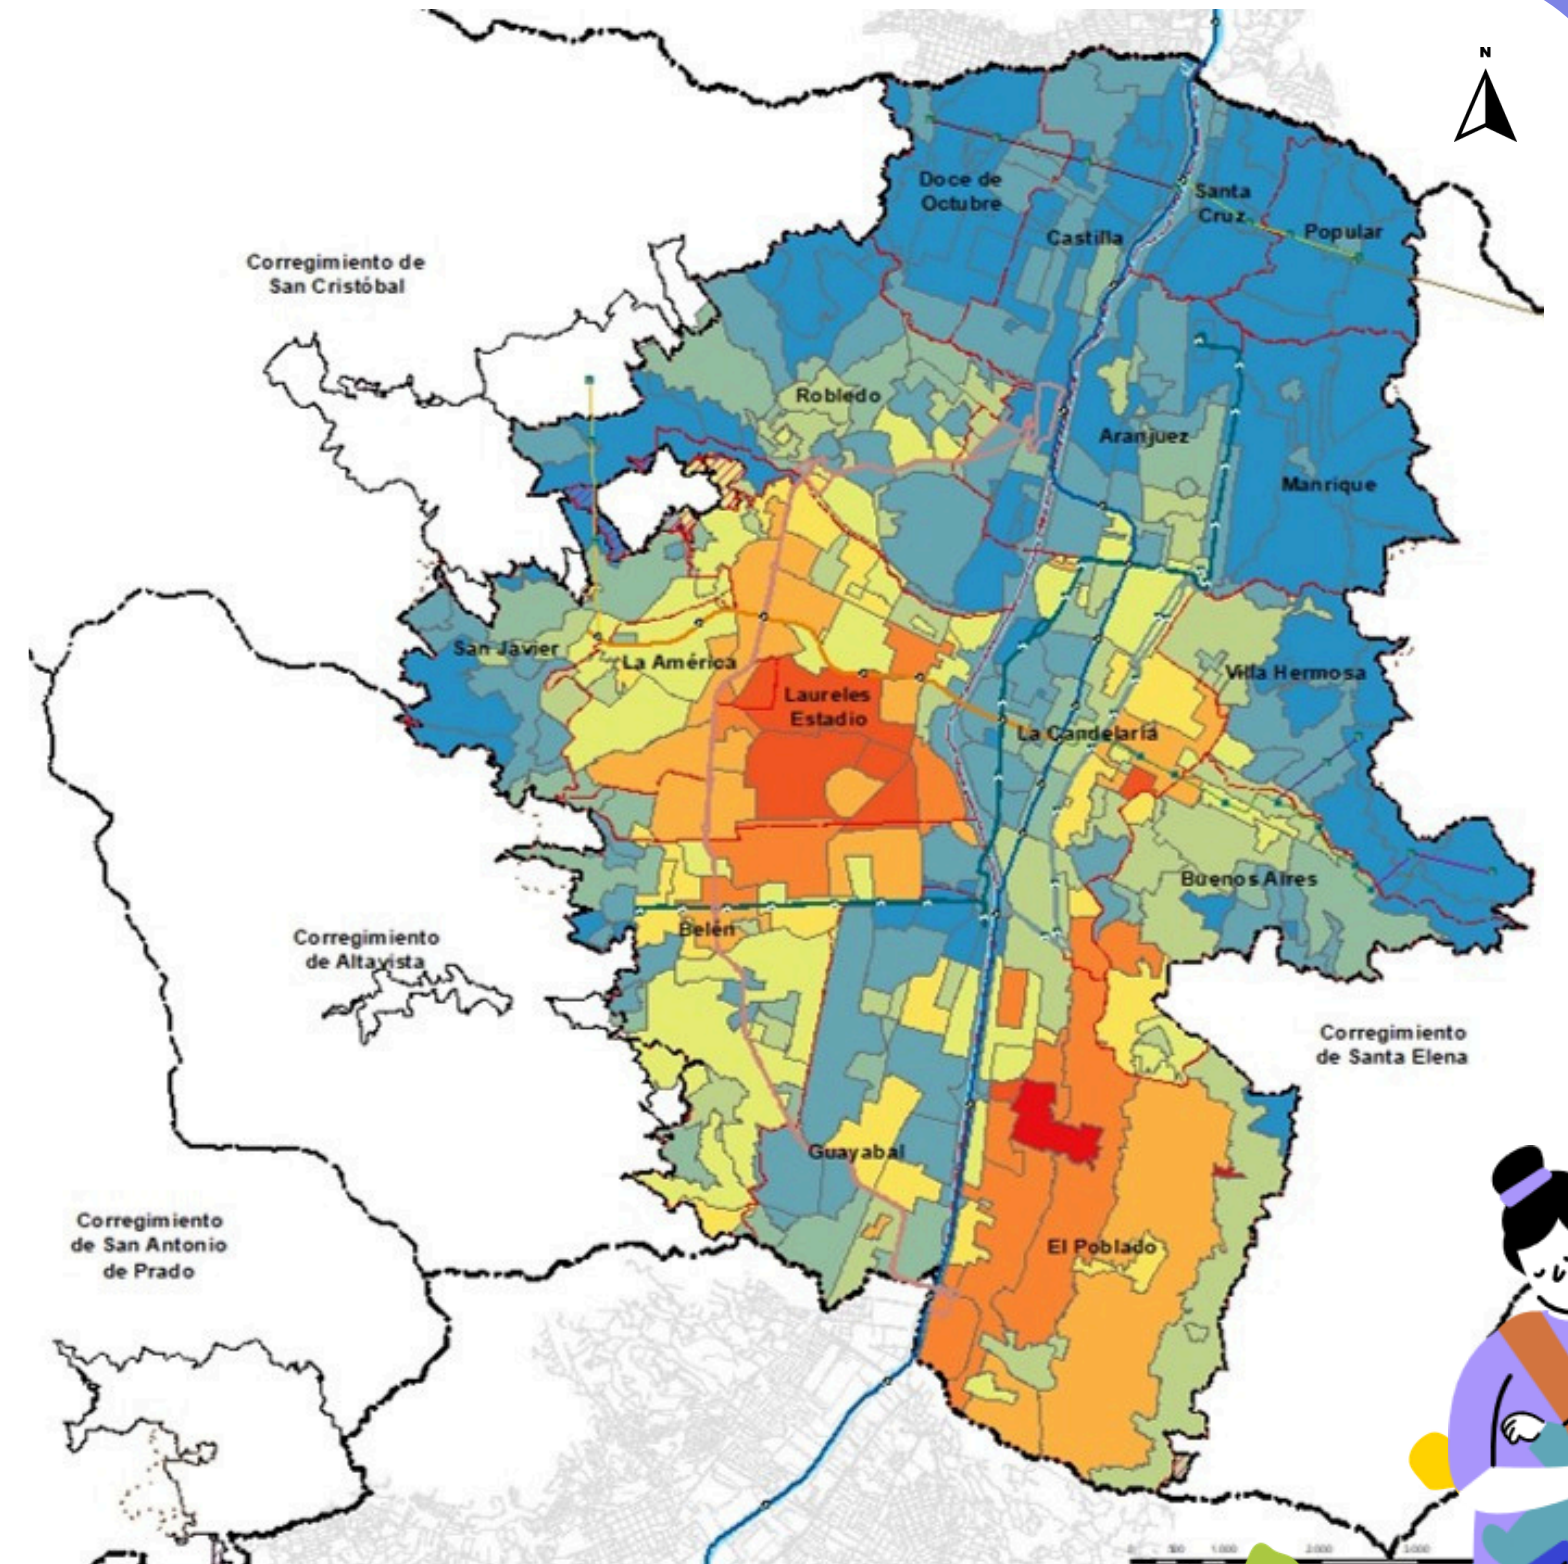 N
Doce de
Octubre
Santa
Cruz
Popular
Castilla
Corregimiento de
San Cristóbal
Robledo
Aranjuez
Manrique
San Javier
La América
Laureles
Estadio
Villa Hermosa
La Candelaria
Buenos Aires
Belén
Corregimiento
de Altavista
Corregimiento
de Santa Elena
Guayabal
Corregimiento
de San Antonio
de Prado
El Poblado